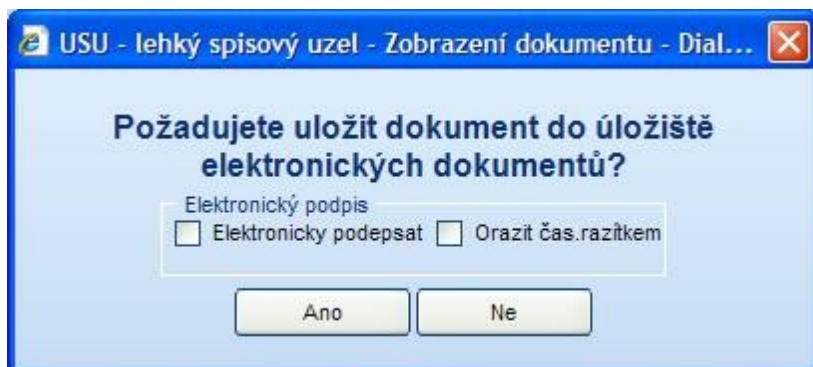 USU - lehký spisový uzel - Zobrazení dokumentu - Dial...
Požadujete uložit dokument do úložiště
elektronických dokumentů?
Elektronický podpis
Elektronicky podepsat Orazit čas.razítkem
Ano Ne